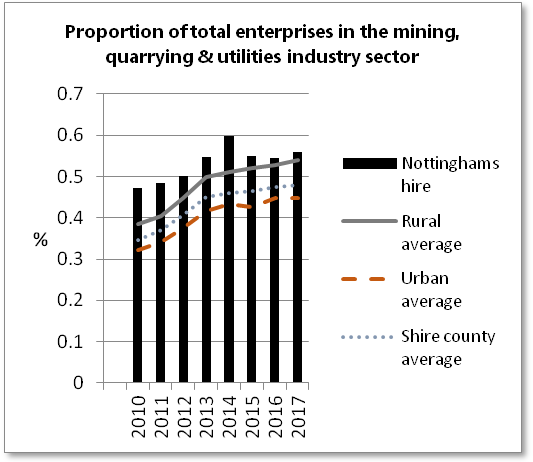 Proportion of total enterprises in the mining,
quarrying & utilities industry sector
0.7
0.6
0.5
0.4
0.3
0.2
0.1
0
%
2010
2011
2012
2013
2014
2015
2016
2017
Nottinghams
hire
Rural
average
Urban
average
Shire county
average